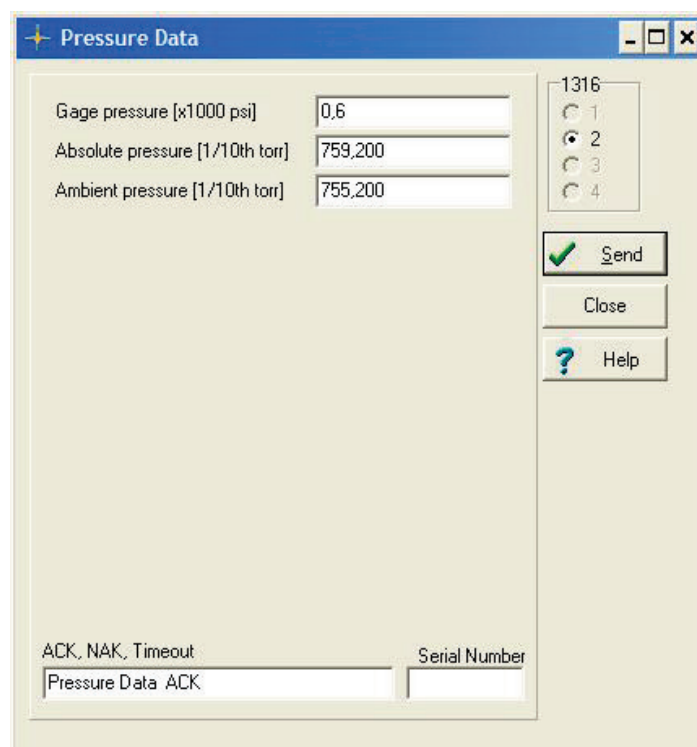 Pressure Data
1316
Gage pressure [x1000 psi] 0,6
1
Absolute pressure [1/10th torr] 759,200
2
3
Ambient pressure [1/10th torr] 755,200
4
Send
Close
? Help
ACK, NAK, Timeout Serial Number
Pressure Data ACK